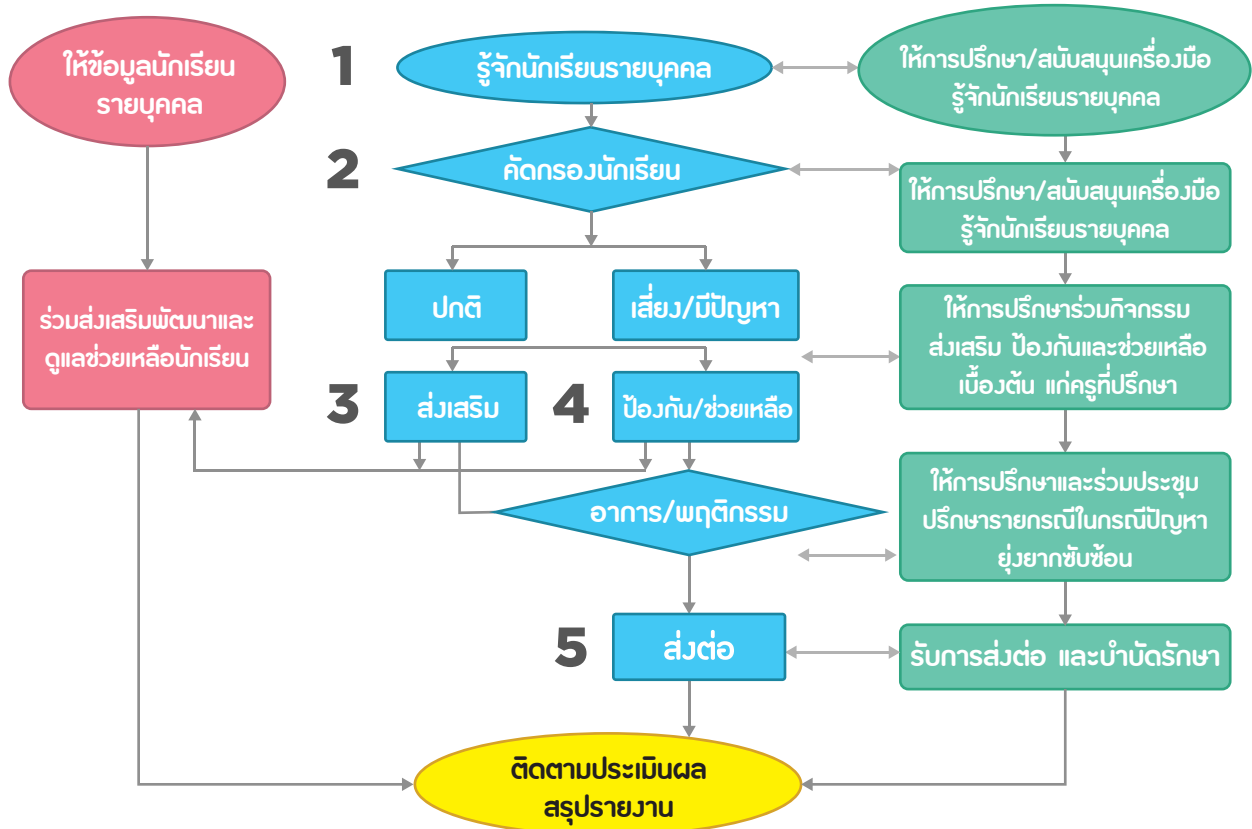 ให้ข้อมูลนักเรียน
รายบุคคล
1
รู้จักนักเรียนรายบุคคล
ให้การปรึกษา/สนับสนุนเครื่องมือ
รู้จักนักเรียนรายบุคคล
2
คัดกรองนักเรียน
ให้การปรึกษา/สนับสนุนเครื่องมือ
รู้จักนักเรียนรายบุคคล
ร่วมส่งเสริมพัฒนาและ
ดูแลช่วยเหลือนักเรียน
ปกติ
เสี่ยง/มีปัญหา
ให้การปรึกษาร่วมกิจกรรม
ส่งเสริม ป้องกันและช่วยเหลือ
เบื้องต้น แก่ครูที่ปรึกษา
3
ส่งเสริม
4
ป้องกัน/ช่วยเหลือ
อาการ/พฤติกรรม
ให้การปรึกษาและร่วมประชุม
ปรึกษารายกรณีในกรณีปัญหา
ยุ่งยากซับซ้อน
5
ส่งต่อ
รับการส่งต่อ และบำบัดรักษา
ติดตามประเมินผล
สรุปรายงาน